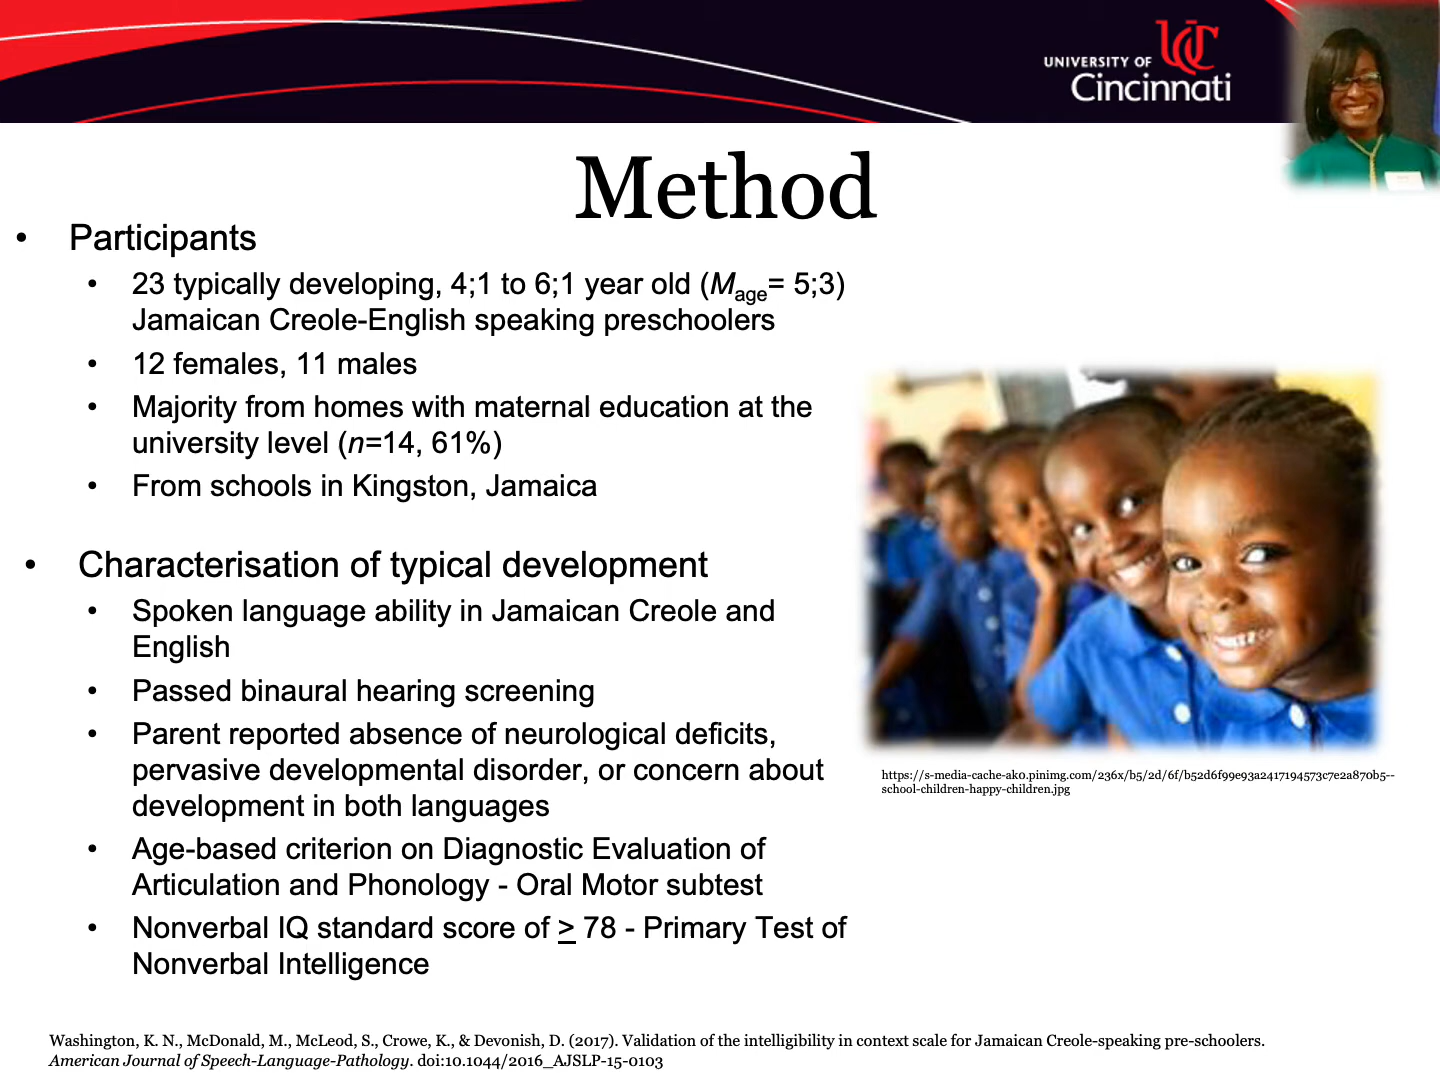 UNIVERSITY OF
Cincinnati
Method
• Participants
• 23 typically developing, 4;1 to 6;1 year old (Mage= 5;3)
Jamaican Creole-English speaking preschoolers
• 12 females, 11 males
• Majority from homes with maternal education at the
university level (n=14, 61%)
• From schools in Kingston, Jamaica
• Characterisation of typical development
• Spoken language ability in Jamaican Creole and
English
• Passed binaural hearing screening
• Parent reported absence of neurological deficits,
pervasive developmental disorder, or concern about
development in both languages
• Age-based criterion on Diagnostic Evaluation of
Articulation and Phonology - Oral Motor subtest
• Nonverbal IQ standard score of > 78 - Primary Test of
Nonverbal Intelligence
https://s-media-cache-ak0.pinimg.com/236x/b5/2d/6f/b52d6f99e93a2417194573c7e2a870b5--
school-children-happy-children.jpg
Washington, K. N., McDonald, M., McLeod, S., Crowe, K., & Devonish, D. (2017). Validation of the intelligibility in context scale for Jamaican Creole-speaking pre-schoolers.
American Journal of Speech-Language-Pathology. doi:10.1044/2016_AJSLP-15-0103